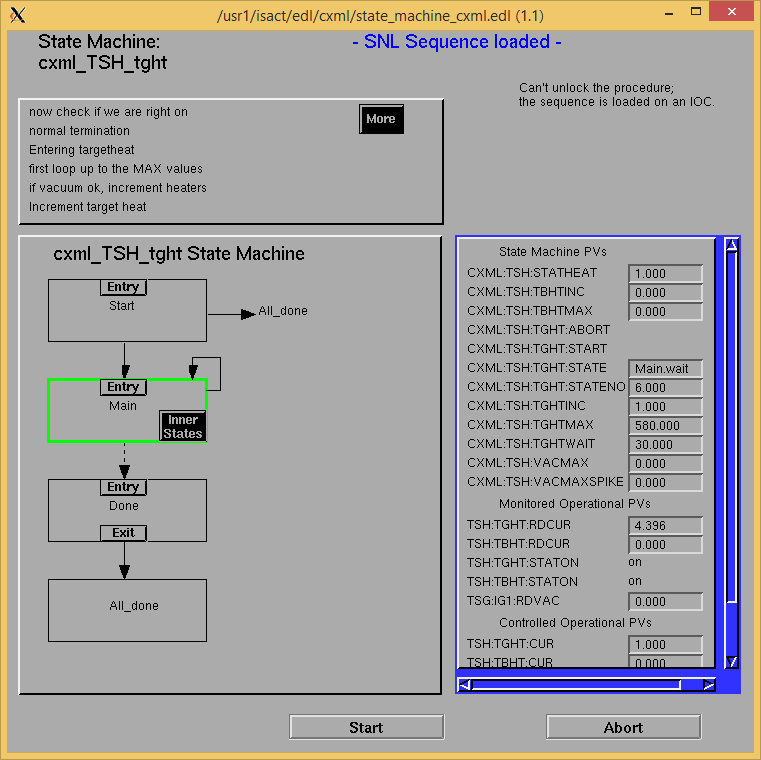 /usr1/isact/edl/cxml/state_machine_cxml.edl (1.1)
State Machine:
- SNL Sequence loaded -
cxml_TSH_tght
Can't unlock the procedure;
the sequence is loaded on an IOC.
now check if we are right on
More
normal termination
Entering targetheat
first loop up to the MAX values
if vacuum ok, increment heaters
Increment target heat
cxml_TSH_tght State Machine
Entry
Start
All_done
Entry
Main
Inner
States
Entry
Done
Exit
All_done
State Machine PVs
CXML:TSH:STATHEAT 1.000
CXML:TSH:TBHTINC 0.000
CXML:TSH:TBHTMAX 0.000
CXML:TSH:TGHT:ABORT
CXML:TSH:TGHT:START
CXML:TSH:TGHT:STATE Main.wait
CXML:TSH:TGHT:STATENO 6.000
CXML:TSH:TGHTINC 1.000
CXML:TSH:TGHTMAX 580.000
CXML:TSH:TGHTWAIT 30.000
CXML:TSH:VACMAX 0.000
CXML:TSH:VACMAXSPIKE 0.000
Monitored Operational PVs
TSH:TGHT:RDCUR 4.396
TSH:TBHT:RDCUR 0.000
TSH:TGHT:STATON on
TSH:TBHT:STATON on
TSG:IG1:RDVAC 0.000
Controlled Operational PVs
TSH:TGHT:CUR 1.000
TSH:TBHT:CUR 0.000
Start
Abort